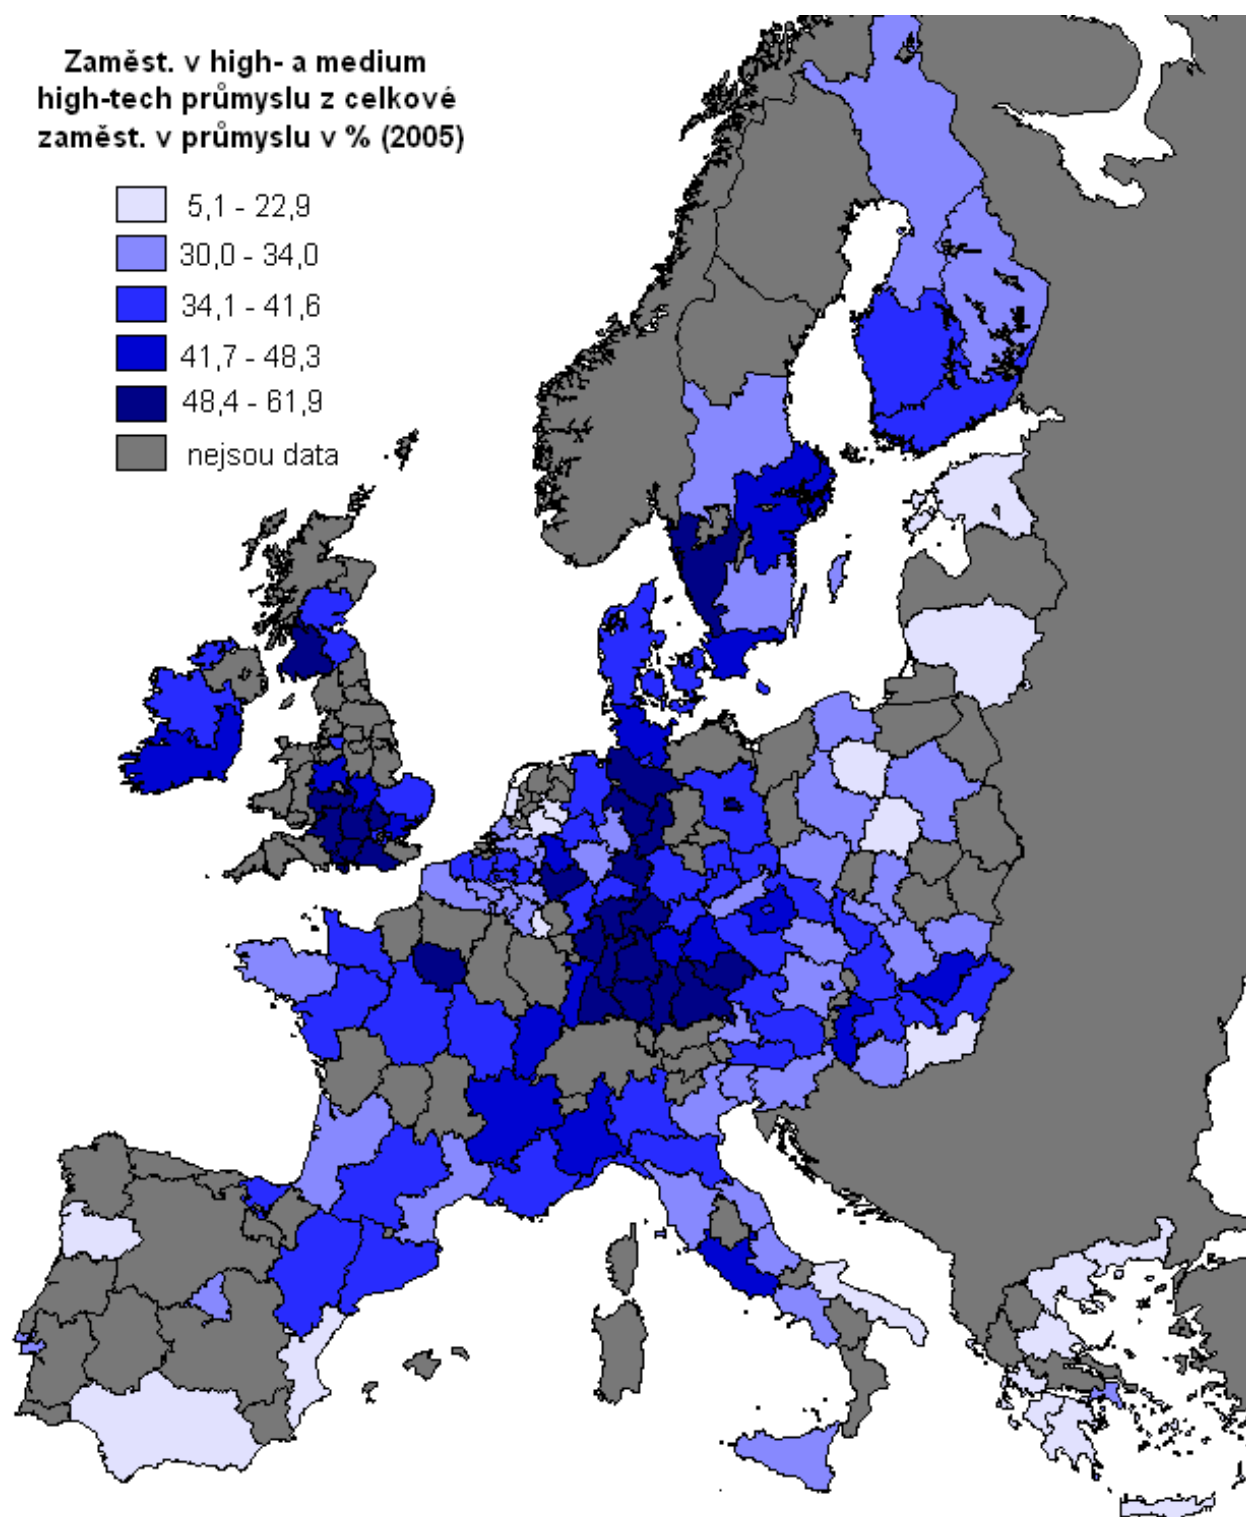 Zaměst. v high- a medium
high-tech průmyslu z celkové
zaměst. v průmyslu v % (2005)
5,1 - 22,9
30,0 - 34,0
34,1 - 41,6
41,7 - 48,3
48,4 - 61,9
nejsou data